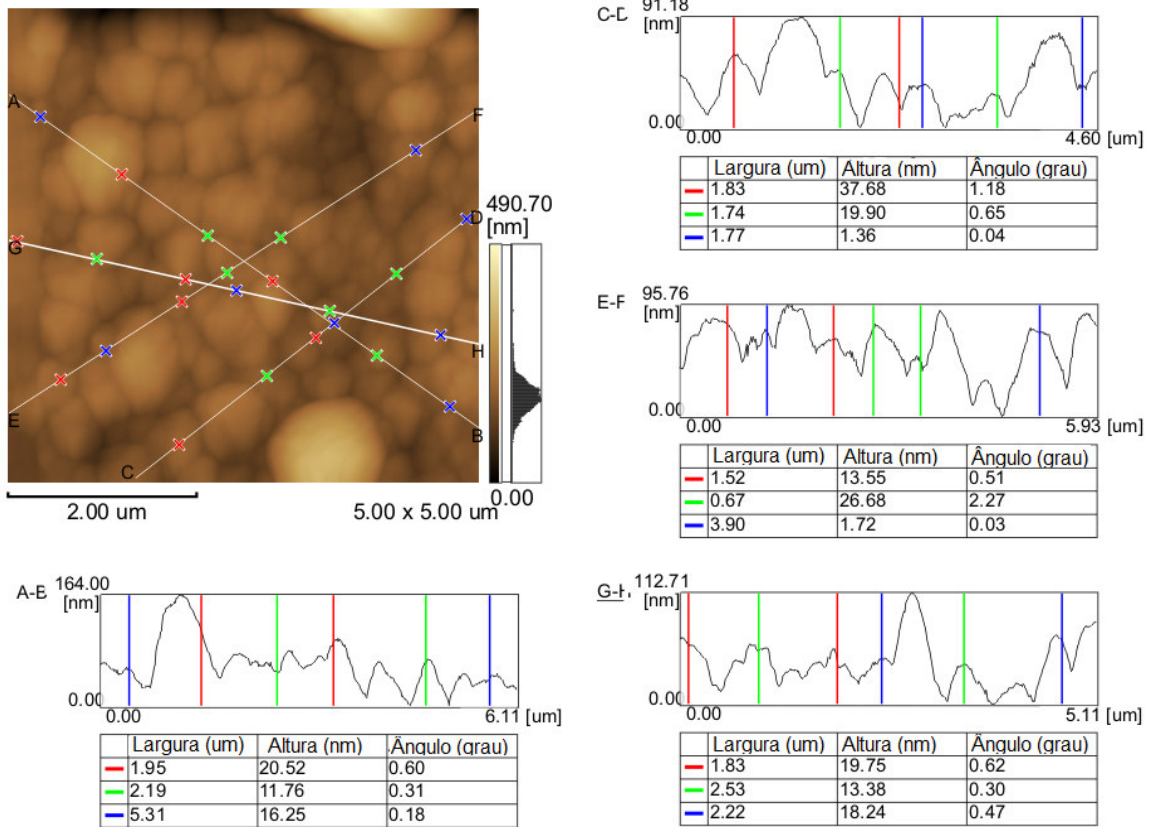 A
F
D
G
H
E
B
C
490.70
[nm]
0.00
2.00 um
5.00 x 5.00 um
C-D 91.18
[nm]
0.00
0.00 4.60 [um]
Largura (um) Altura (nm) Ângulo (grau)
1.83 37.68 1.18
1.74 19.90 0.65
1.77 1.36 0.04
E-F 95.76
[nm]
0.00
0.00 5.93 [um]
Largura (um) Altura (nm) Ângulo (grau)
1.52 13.55 0.51
0.67 26.68 2.27
3.90 1.72 0.03
A-B 164.00
[nm]
0.00
0.00 6.11 [um]
Largura (um) Altura (nm) Ângulo (grau)
1.95 20.52 0.60
2.19 11.76 0.31
5.31 16.25 0.18
G-H 112.71
[nm]
0.00
0.00 5.11 [um]
Largura (um) Altura (nm) Ângulo (grau)
1.83 19.75 0.62
2.53 13.38 0.30
2.22 18.24 0.47